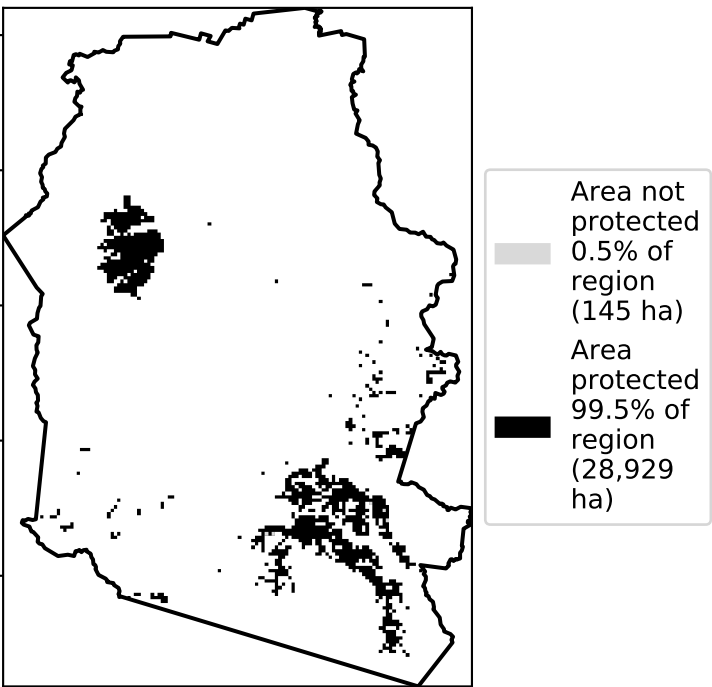 Area not
protected
0.5% of
region
(145 ha)
Area
protected
99.5% of
region
(28,929
ha)